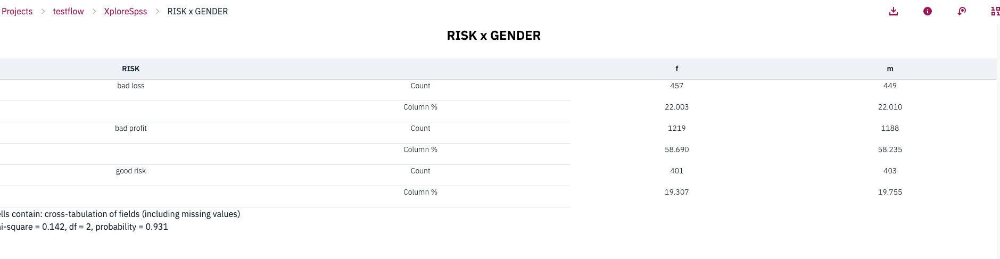 Projects > testflow > XploreSpss > RISK x GENDER
RISK x GENDER
RISK f m
bad loss Count 457 449
Column % 22.003 22.010
bad profit Count 1219 1188
Column % 58.690 58.235
good risk Count 401 403
Column % 19.307 19.755
ells contain: cross-tabulation of fields (including missing values)
i-square = 0.142, df = 2, probability = 0.931